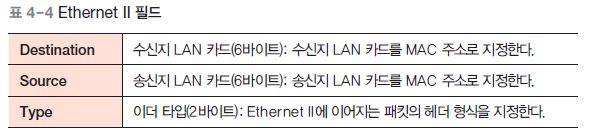 표 4-4 Ethernet II 필드
Destination 수신지 LAN 카드(6바이트): 수신지 LAN 카드를 MAC 주소로 지정한다.
Source 송신지 LAN 카드(6바이트): 송신지 LAN 카드를 MAC 주소로 지정한다.
Type 이더 타입(2바이트): Ethernet II에 이어지는 패킷의 헤더 형식을 지정한다.